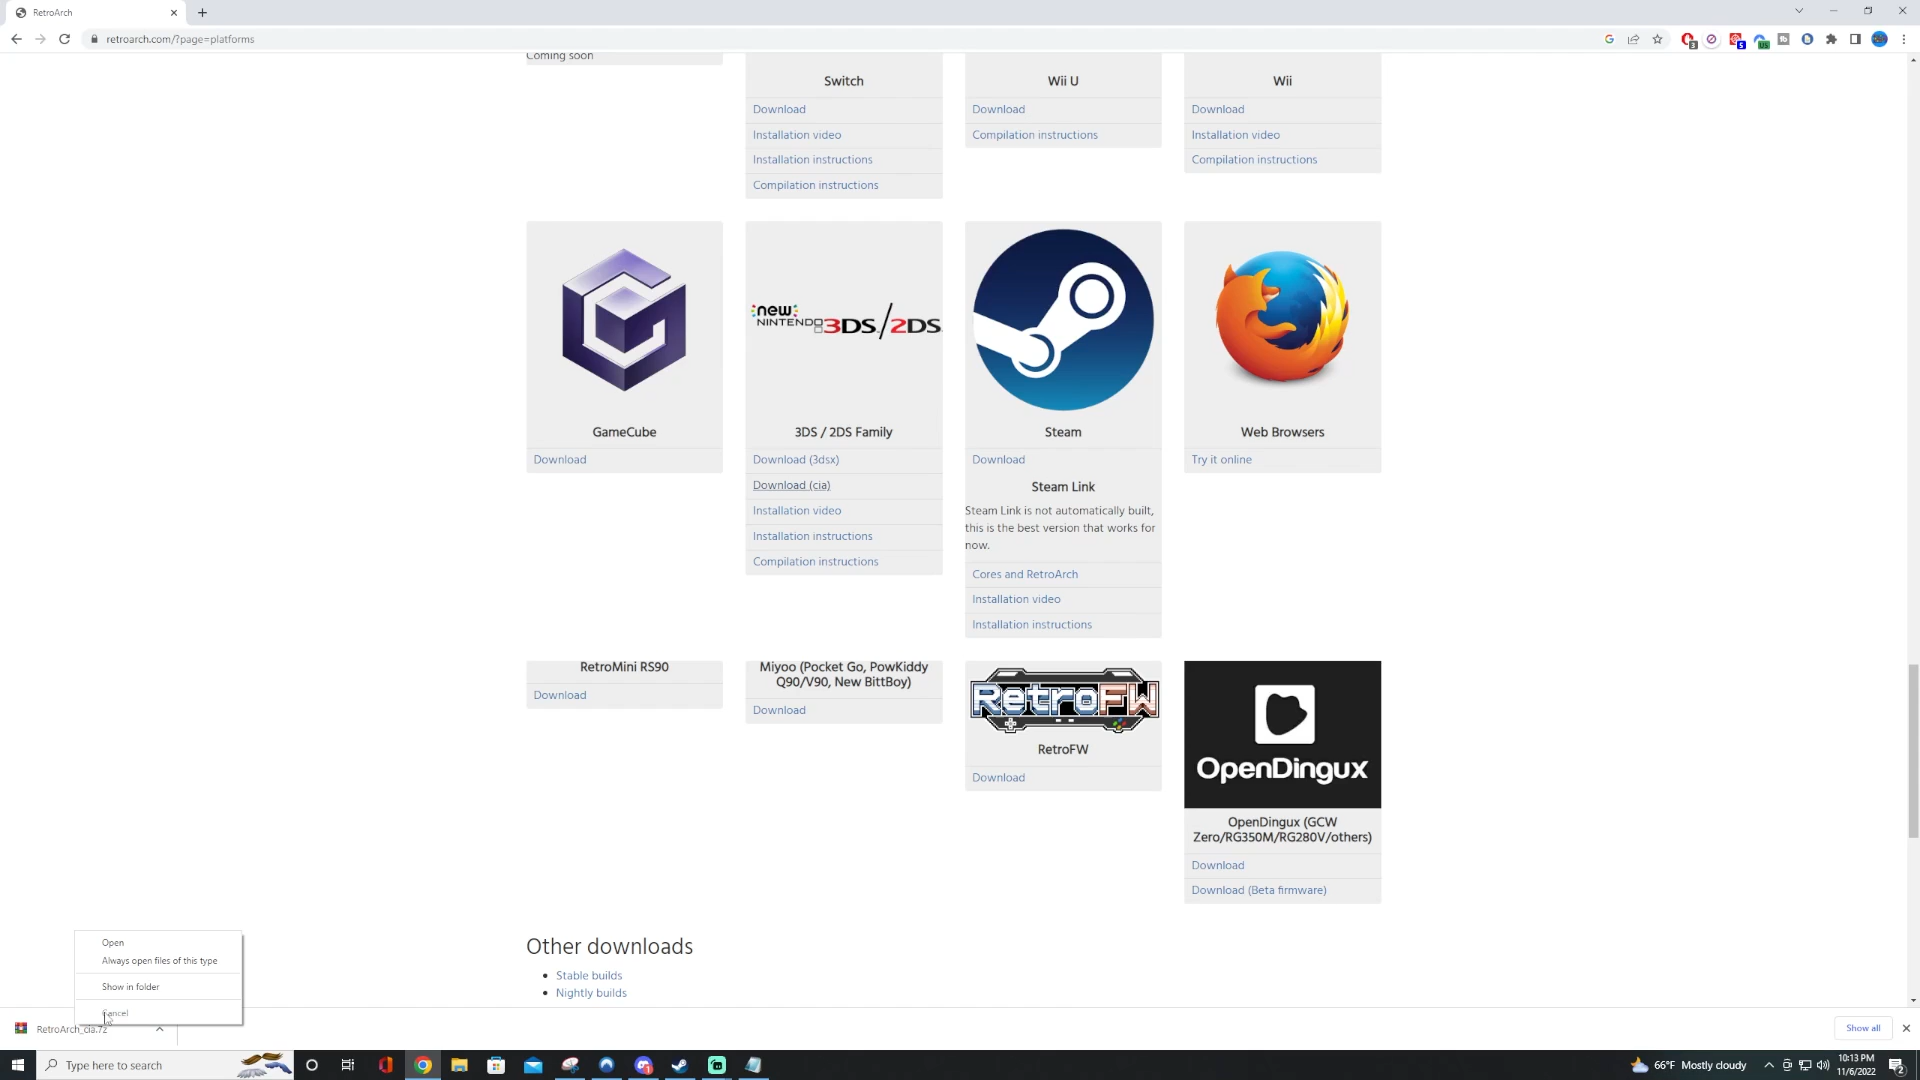 RetroArch
retroarch.com/?page=platforms
Coming soon
Switch
Download
Installation video
Installation instructions
Compilation instructions
Wii U
Download
Compilation instructions
Wii
Download
Installation video
Compilation instructions
GameCube
Download
new
NINTENDO3DS/2DS
3DS / 2DS Family
Download (3dsx)
Download (cia)
Installation video
Installation instructions
Compilation instructions
Steam
Download
Steam Link
Steam Link is not automatically built,
this is the best version that works for
now.
Cores and RetroArch
Installation video
Installation instructions
Web Browsers
Try it online
RetroMini RS90
Download
Miyoo (Pocket Go, PowKiddy
Q90/V90, New BittBoy)
Download
RetroFW
RetroFW
Download
OpenDingux
OpenDingux (GCW
Zero/RG350M/RG280V/others)
Download
Download (Beta firmware)
Other downloads
Stable builds
Nightly builds
Open
Always open files of this type
Show in folder
Cancel
RetroArch_cia.7z
Show all
Type here to search
66°F Mostly cloudy
10:13 PM
11/6/2022